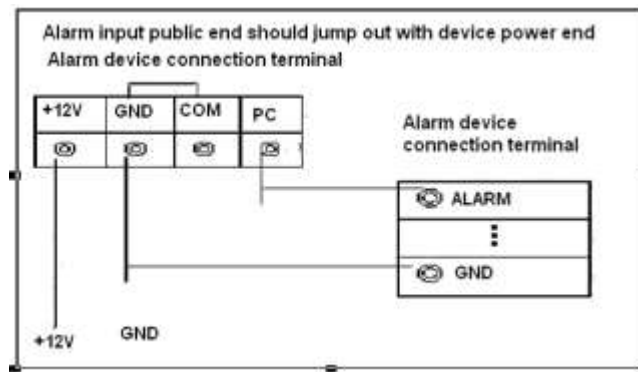 Alarm input public end should jump out with device power end
Alarm device connection terminal
+12V GND COM PC
Alarm device
connection terminal
ALARM
GND
+12V GND